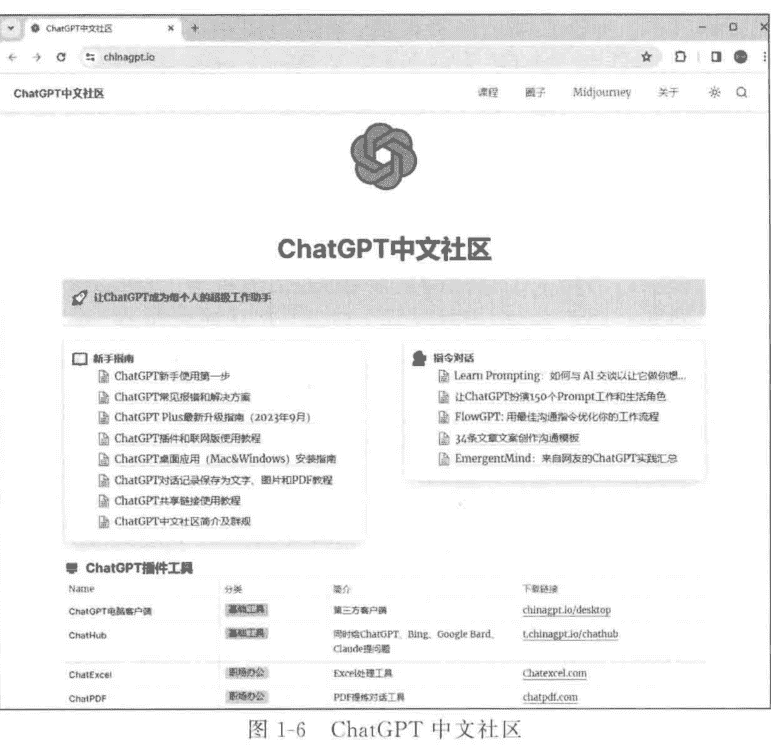 ChatGPT中文社区
chinagpt.io
ChatGPT中文社区 课程 圈子 Midjourney 关于
ChatGPT中文社区
让ChatGPT成为每个人的超级工作助手
新手指南
ChatGPT新手使用第一步
ChatGPT常见报错和解决方案
ChatGPT Plus最新升级指南（2023年9月）
ChatGPT插件和联网版使用教程
ChatGPT桌面应用（Mac&Windows）安装指南
ChatGPT对话记录保存为文字、图片和PDF教程
ChatGPT共享链接使用教程
ChatGPT中文社区简介及群规
指令对话
Learn Prompting：如何与 AI 交谈以让它做你想...
让ChatGPT扮演150个Prompt工作和生活角色
FlowGPT: 用最佳沟通指令优化你的工作流程
34条文章文案创作沟通模板
EmergentMind：来自网友的ChatGPT实践汇总
ChatGPT插件工具
Name 分类 简介 下载链接
ChatGPT电脑客户端 基础工具 第三方客户端 chinagpt.io/desktop
ChatHub 基础工具 同时给ChatGPT、Bing、Google Bard、 t.chinagpt.io/chathub
Claude提问题
ChatExcel 职场办公 Excel处理工具 Chatexcel.com
ChatPDF 职场办公 PDF提炼对话工具 chatpdf.com
图 1-6 ChatGPT 中文社区